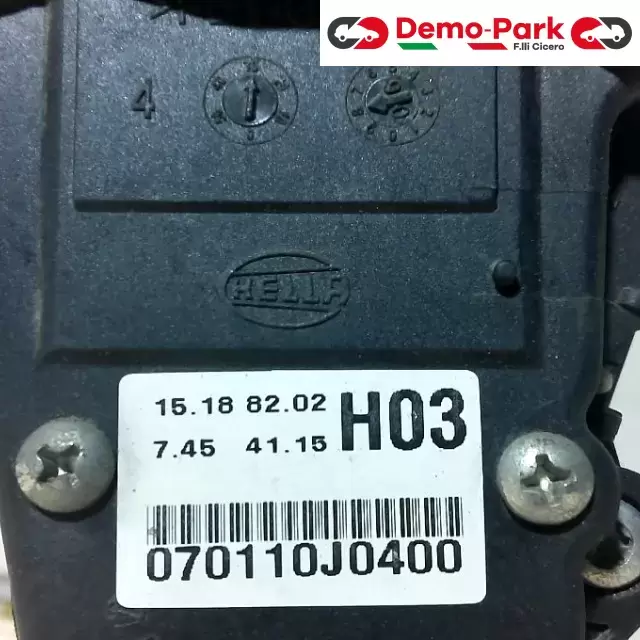 Demo-Park
F.lli Cicero
4
HELLA
15.18 82.02
7.45 41.15
H03
070110J0400